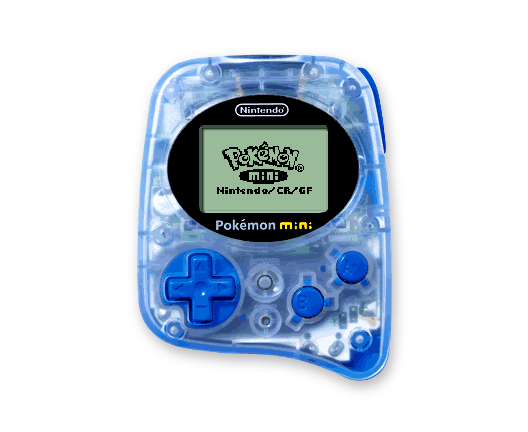 Nintendo
Pokémon
mini
Nintendo/CR/GF
Pokémon mini
B
A